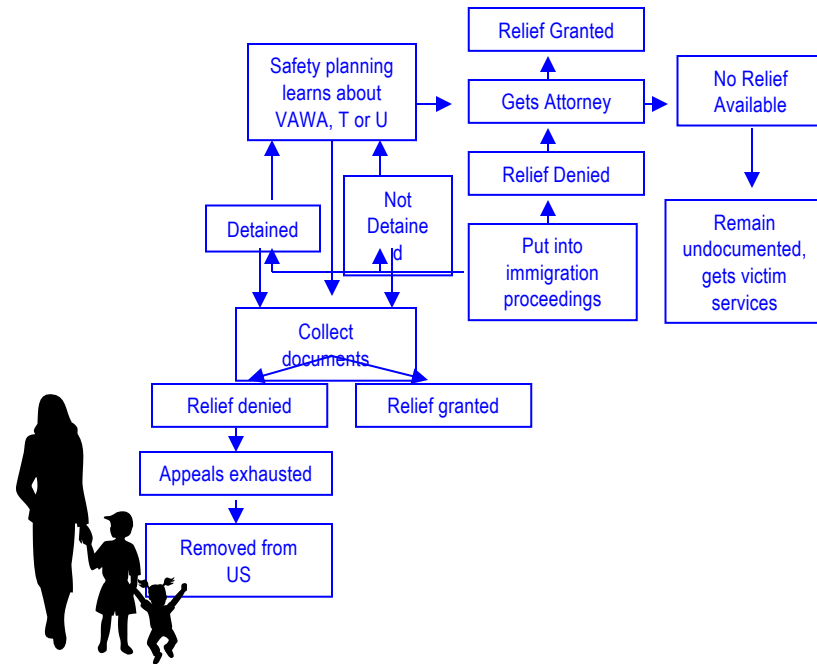 Relief Granted
Safety planning
learns about
VAWA, T or U
Gets Attorney
No Relief
Available
Relief Denied
Not
Detaine
d
Detained
Put into
immigration
proceedings
Remain
undocumented,
gets victim
services
Collect
documents
Relief denied
Relief granted
Appeals exhausted
Removed from
US